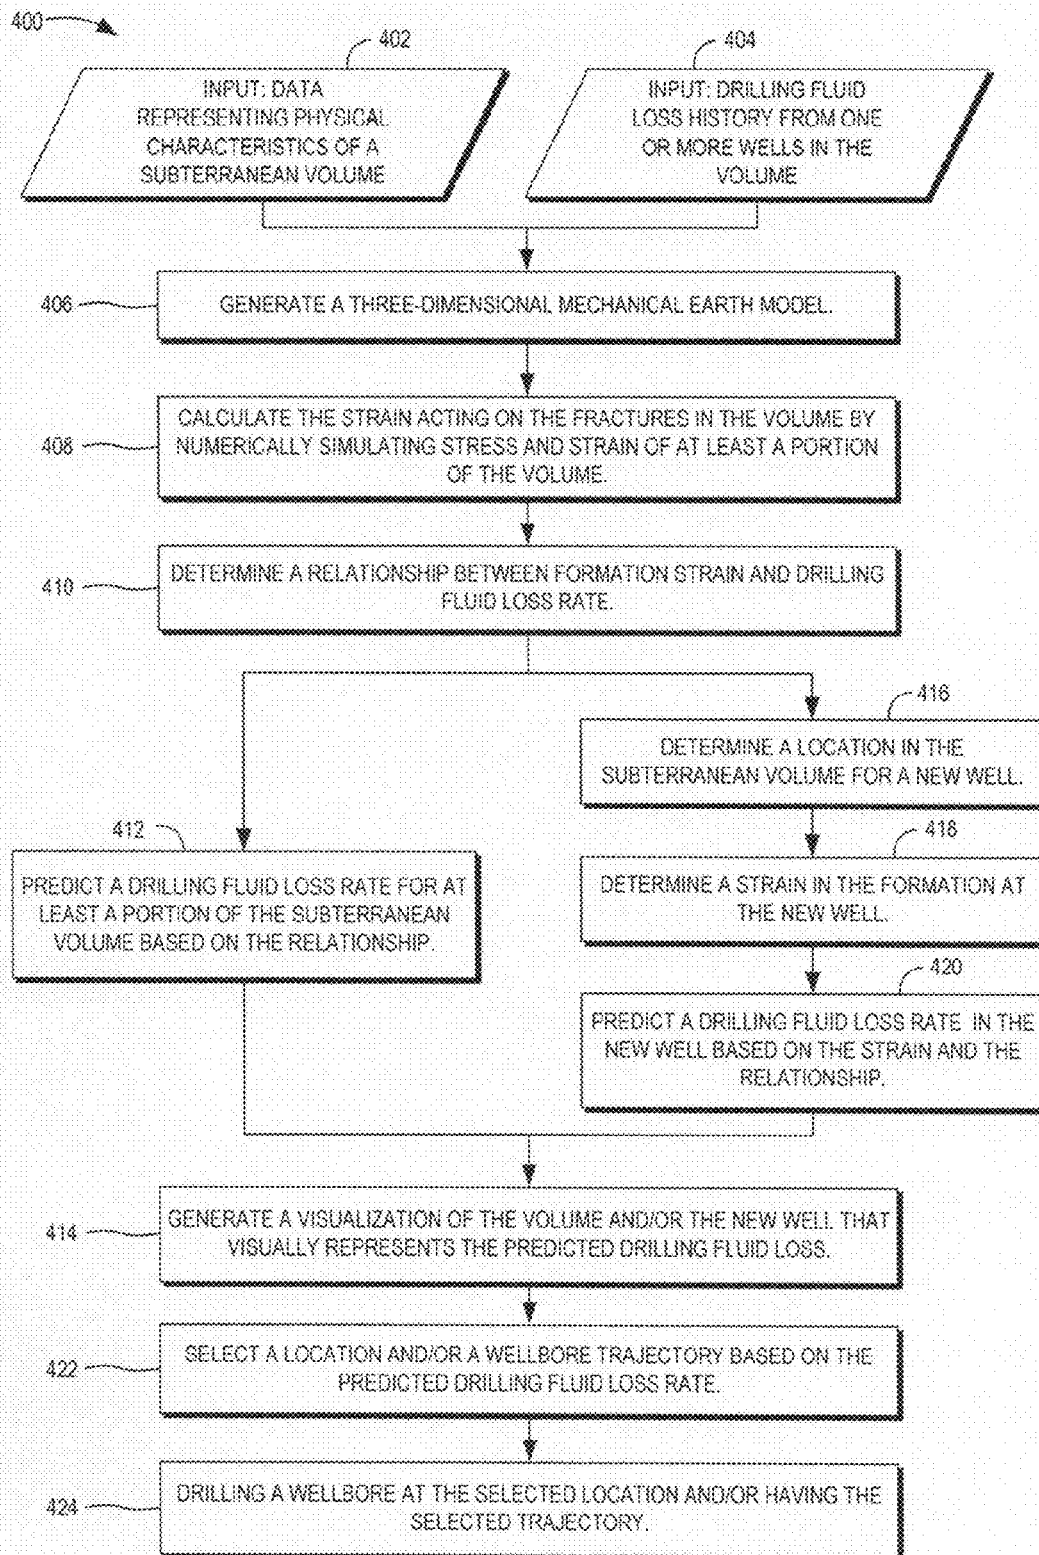 400
402
INPUT: DATA
REPRESENTING PHYSICAL
CHARACTERISTICS OF A
SUBTERRANEAN VOLUME
404
INPUT: DRILLING FLUID
LOSS HISTORY FROM ONE
OR MORE WELLS IN THE
VOLUME
406
GENERATE A THREE-DIMENSIONAL MECHANICAL EARTH MODEL.
408
CALCULATE THE STRAIN ACTING ON THE FRACTURES IN THE VOLUME BY
NUMERICALLY SIMULATING STRESS AND STRAIN OF AT LEAST A PORTION
OF THE VOLUME.
410
DETERMINE A RELATIONSHIP BETWEEN FORMATION STRAIN AND DRILLING
FLUID LOSS RATE.
416
DETERMINE A LOCATION IN THE
SUBTERRANEAN VOLUME FOR A NEW WELL.
412
PREDICT A DRILLING FLUID LOSS RATE FOR AT
LEAST A PORTION OF THE SUBTERRANEAN
VOLUME BASED ON THE RELATIONSHIP.
418
DETERMINE A STRAIN IN THE FORMATION AT
THE NEW WELL.
420
PREDICT A DRILLING FLUID LOSS RATE IN THE
NEW WELL BASED ON THE STRAIN AND THE
RELATIONSHIP.
414
GENERATE A VISUALIZATION OF THE VOLUME AND/OR THE NEW WELL THAT
VISUALLY REPRESENTS THE PREDICTED DRILLING FLUID LOSS.
422
SELECT A LOCATION AND/OR A WELLBORE TRAJECTORY BASED ON THE
PREDICTED DRILLING FLUID LOSS RATE.
424
DRILLING A WELLBORE AT THE SELECTED LOCATION AND/OR HAVING THE
SELECTED TRAJECTORY.